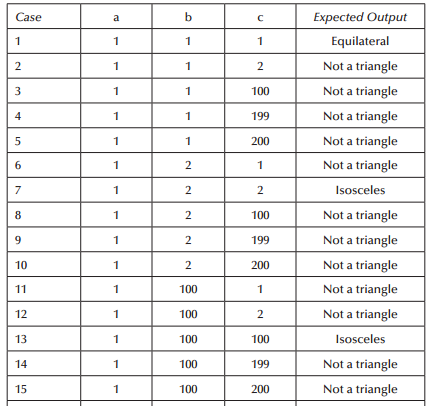 Case a b c Expected Output
1 1 1 1 Equilateral
2 1 1 2 Not a triangle
3 1 1 100 Not a triangle
4 1 1 199 Not a triangle
5 1 1 200 Not a triangle
6 1 2 1 Not a triangle
7 1 2 2 Isosceles
8 1 2 100 Not a triangle
9 1 2 199 Not a triangle
10 1 2 200 Not a triangle
11 1 100 1 Not a triangle
12 1 100 2 Not a triangle
13 1 100 100 Isosceles
14 1 100 199 Not a triangle
15 1 100 200 Not a triangle